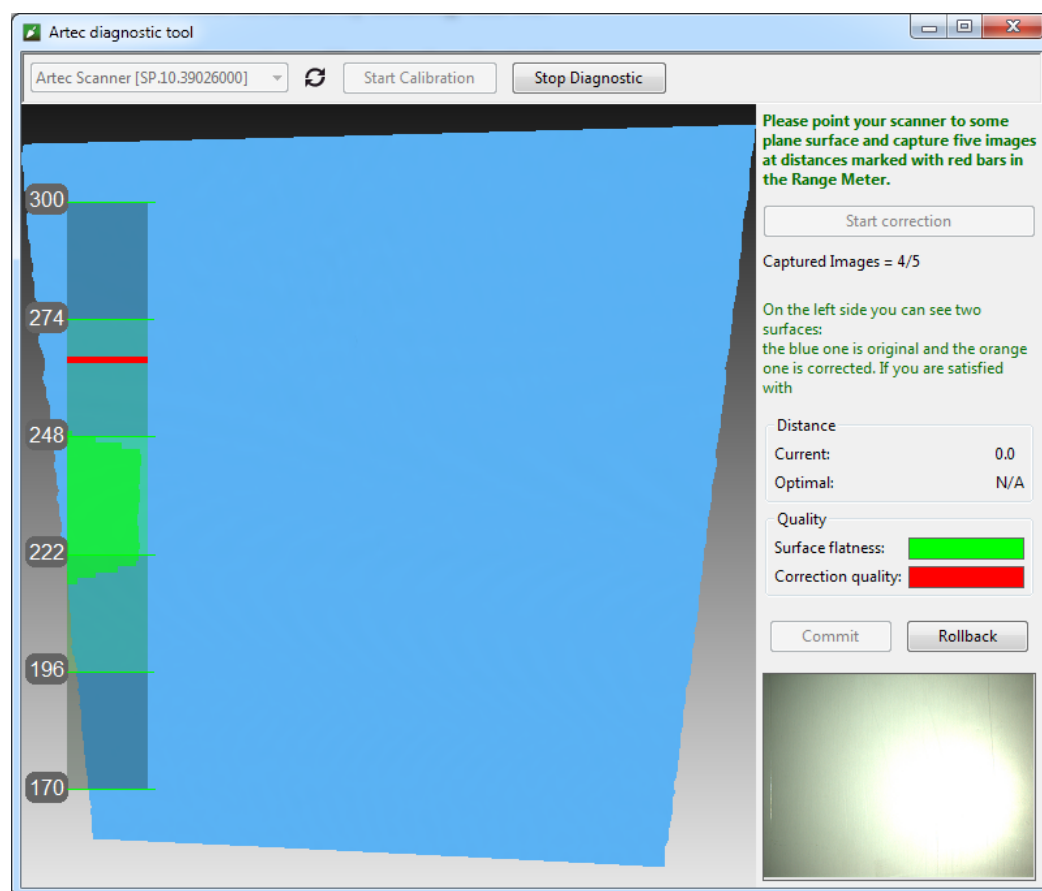 Artec diagnostic tool
Artec Scanner [SP.10.39026000]
Start Calibration
Stop Diagnostic
Please point your scanner to some
plane surface and capture five images
at distances marked with red bars in
the Range Meter.
Start correction
Captured Images = 4/5
On the left side you can see two
surfaces:
the blue one is original and the orange
one is corrected. If you are satisfied
with
Distance
Current: 0.0
Optimal: N/A
Quality
Surface flatness:
Correction quality:
Commit
Rollback
300
274
248
222
196
170